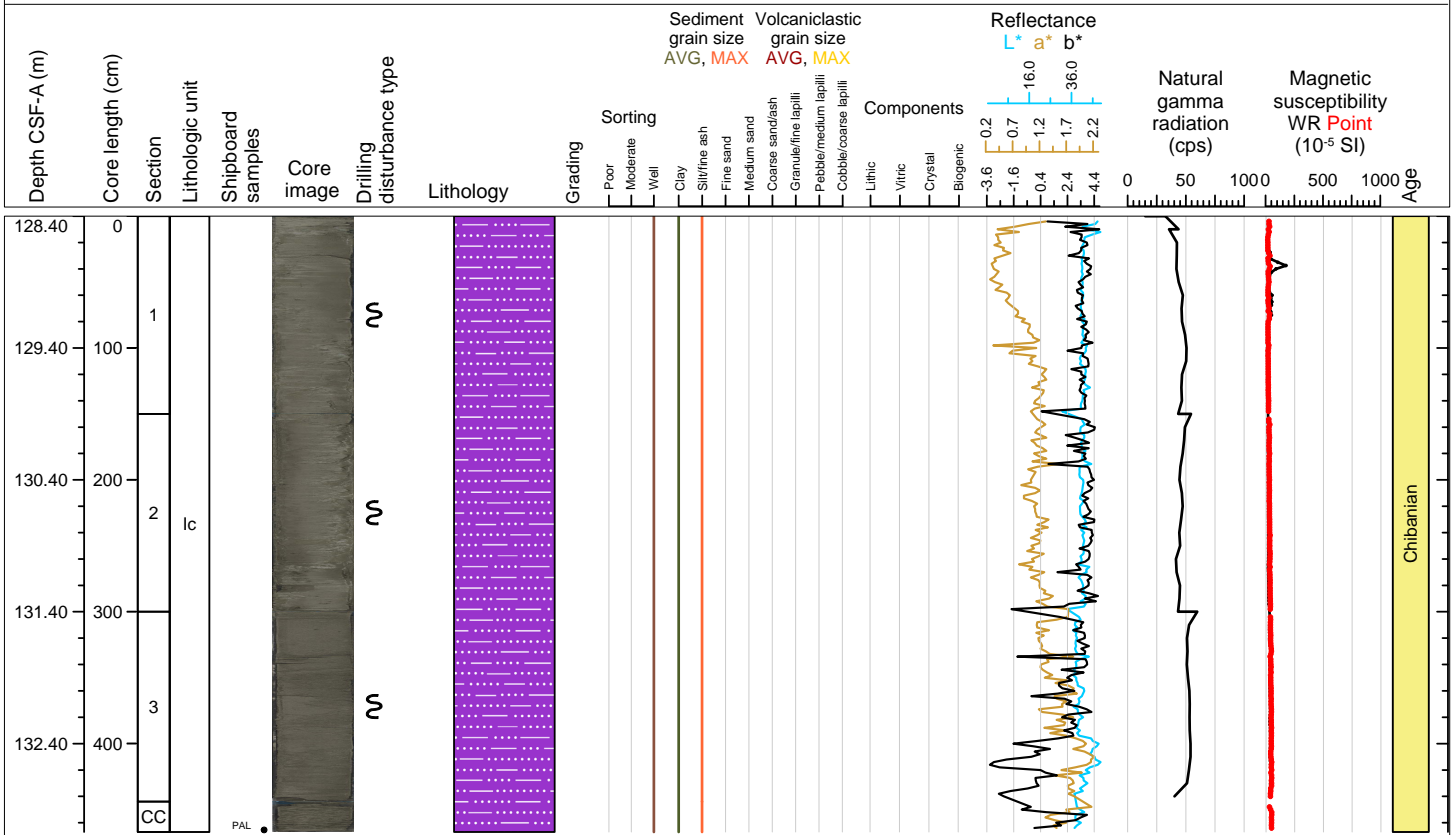 Depth CSF-A (m)
Core length (cm)
Section
Lithologic unit
Shipboard
samples
Core
image
Drilling
disturbance type
Lithology
Grading
Sorting
Poor
Moderate
Well
Sediment
grain size
AVG, MAX
Volcaniclastic
grain size
AVG, MAX
Clay
Silt/fine ash
Fine sand
Medium sand
Coarse sand/ash
Granule/fine lapilli
Pebble/medium lapilli
Cobble/coarse lapilli
Components
Lithic
Vitric
Crystal
Biogenic
Reflectance
L* a* b*
16.0 36.0
0.2 0.7 1.2 1.7 2.2
-3.6 -1.6 0.4 2.4 4.4
Natural
gamma
radiation
(cps)
0 50 100
Magnetic
susceptibility
WR Point
(10-5 SI)
0 500 1000
Age
128.40 0
1
129.40 100
130.40 200
2
Ic
Chibanian
131.40 300
3
132.40 400
CC
PAL